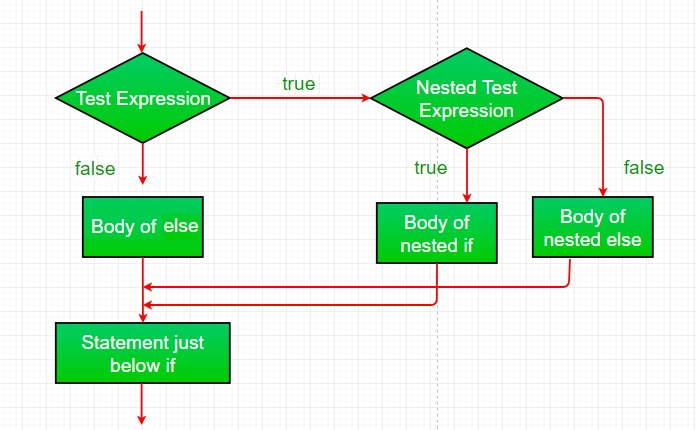 Test Expression
true
Nested Test
Expression
false
true
false
Body of else
Body of
nested if
Body of
nested else
Statement just
below if